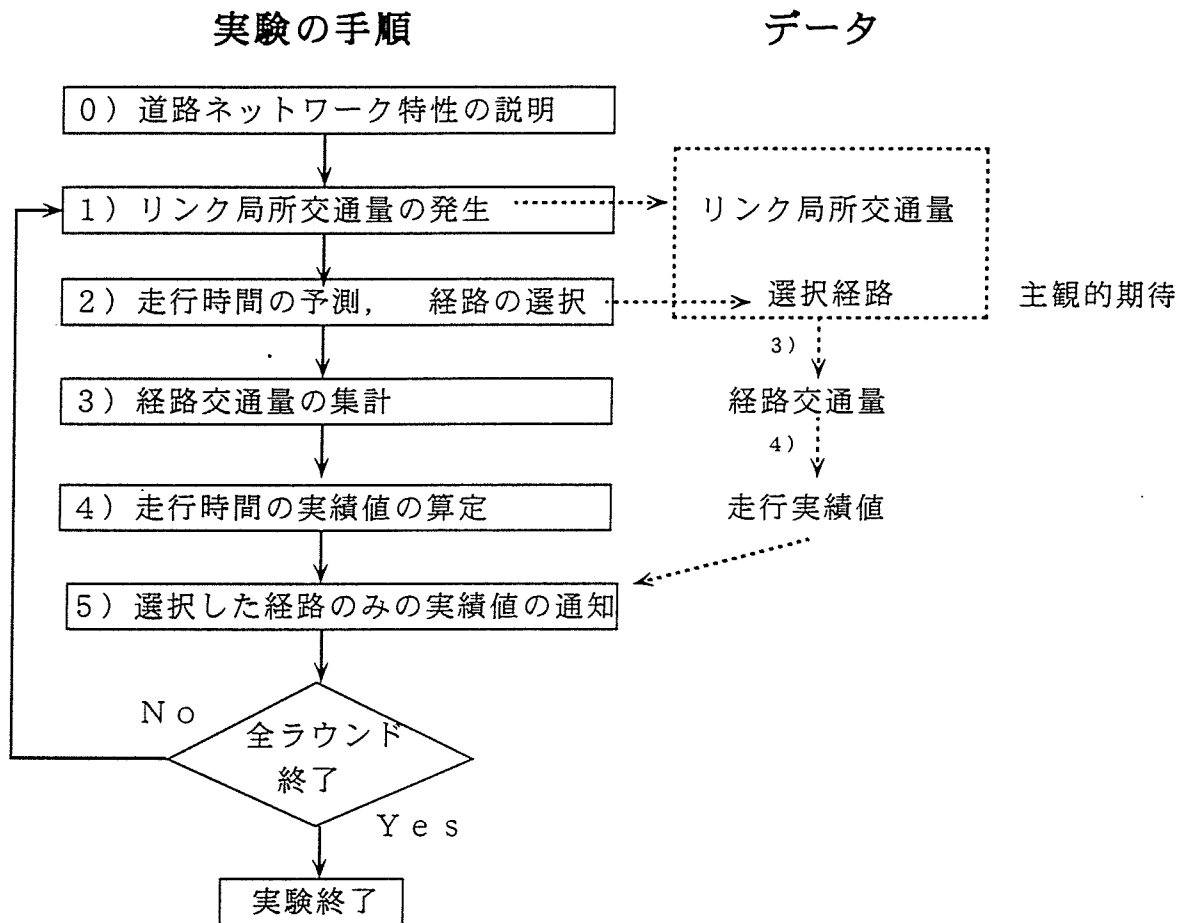 実験の手順
データ
0）道路ネットワーク特性の説明
1）リンク局所交通量の発生
リンク局所交通量
2）走行時間の予測，　経路の選択
選択経路
主観的期待
3）
3）経路交通量の集計
経路交通量
4）
4）走行時間の実績値の算定
走行実績値
5）選択した経路のみの実績値の通知
No
全ラウンド
終了
Yes
実験終了